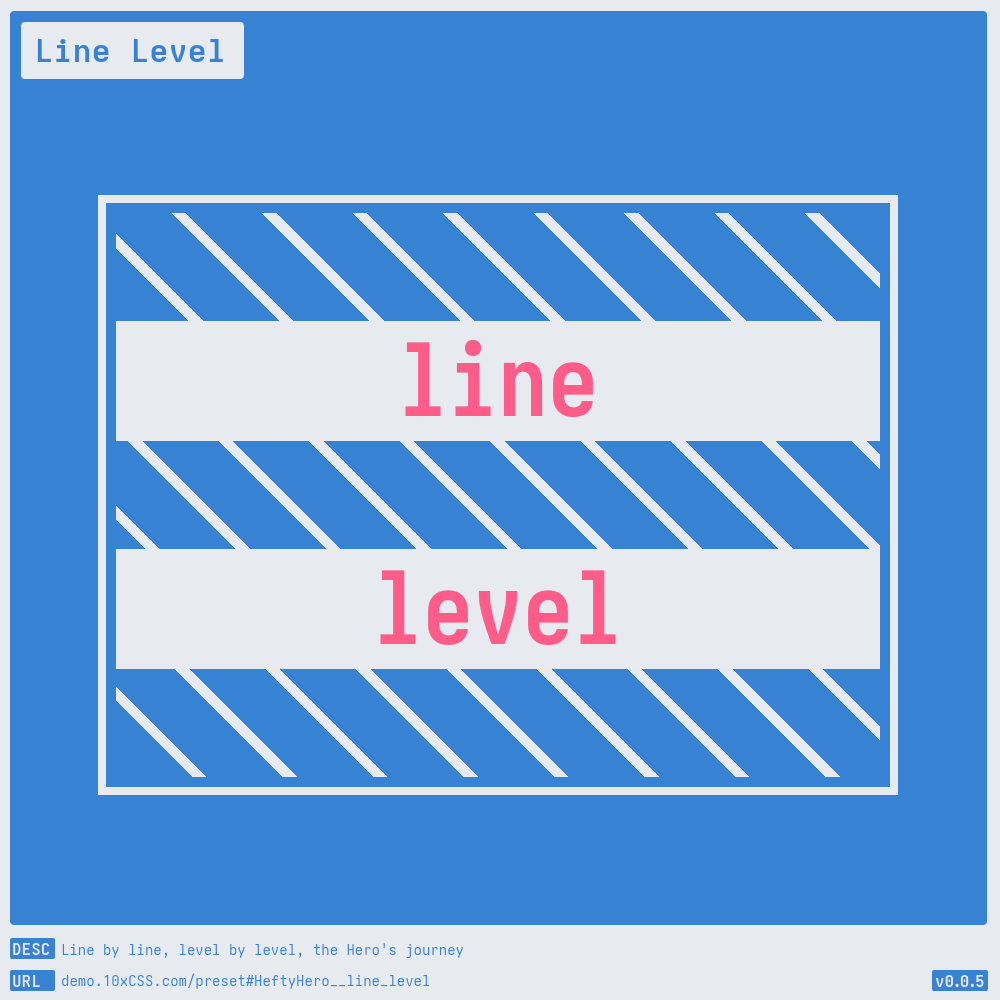 Line Level
line
level
DESC Line by line, level by level, the Hero's journey
URL demo.10xCSS.com/preset#HeftyHero__line_level
v0.0.5